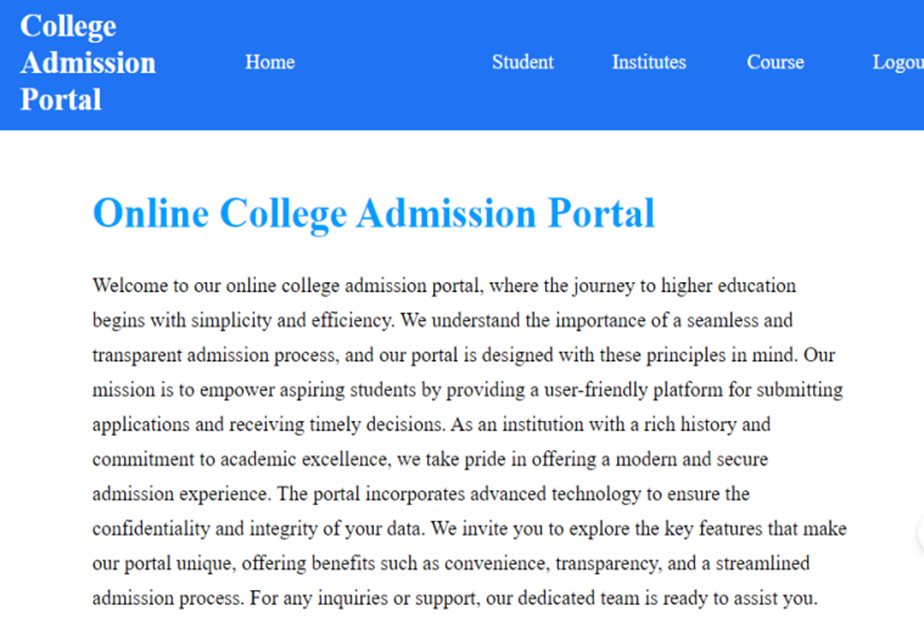 College
Admission
Portal
Home
Student
Institutes
Course
Logou
Online College Admission Portal
Welcome to our online college admission portal, where the journey to higher education
begins with simplicity and efficiency. We understand the importance of a seamless and
transparent admission process, and our portal is designed with these principles in mind. Our
mission is to empower aspiring students by providing a user-friendly platform for submitting
applications and receiving timely decisions. As an institution with a rich history and
commitment to academic excellence, we take pride in offering a modern and secure
admission experience. The portal incorporates advanced technology to ensure the
confidentiality and integrity of your data. We invite you to explore the key features that make
our portal unique, offering benefits such as convenience, transparency, and a streamlined
admission process. For any inquiries or support, our dedicated team is ready to assist you.